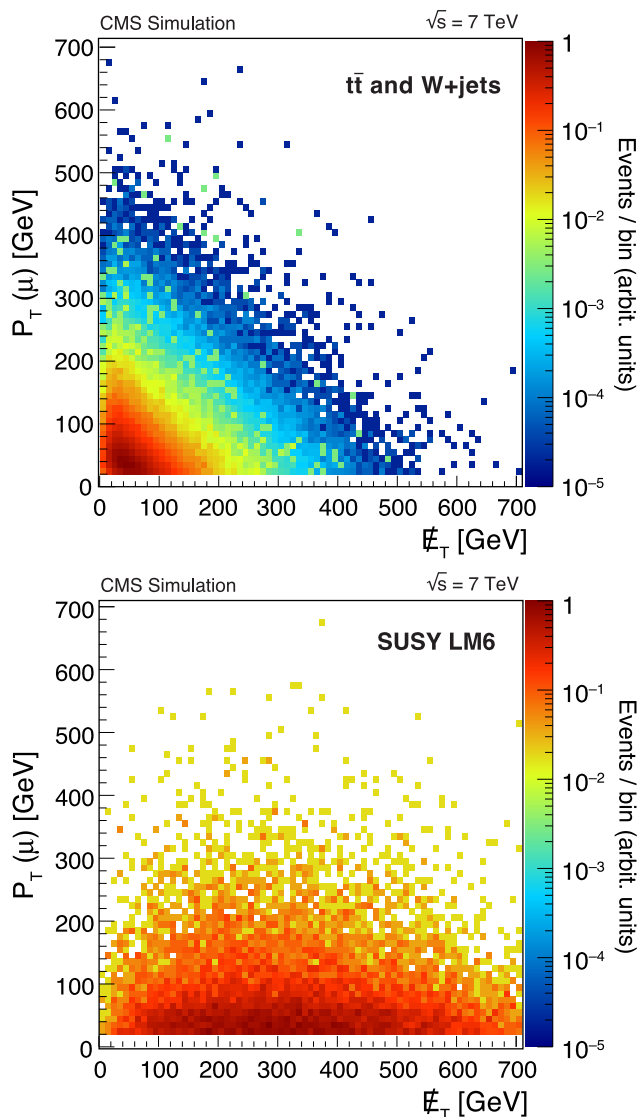 CMS Simulation √s = 7 TeV
tt̄ and W+jets
P_T (μ) [GeV]
700
600
500
400
300
200
100
0
0 100 200 300 400 500 600 700
E̸_T [GeV]
1
10⁻¹
10⁻²
10⁻³
10⁻⁴
10⁻⁵
Events / bin (arbit. units)
CMS Simulation √s = 7 TeV
SUSY LM6
P_T (μ) [GeV]
700
600
500
400
300
200
100
0
0 100 200 300 400 500 600 700
E̸_T [GeV]
1
10⁻¹
10⁻²
10⁻³
10⁻⁴
10⁻⁵
Events / bin (arbit. units)